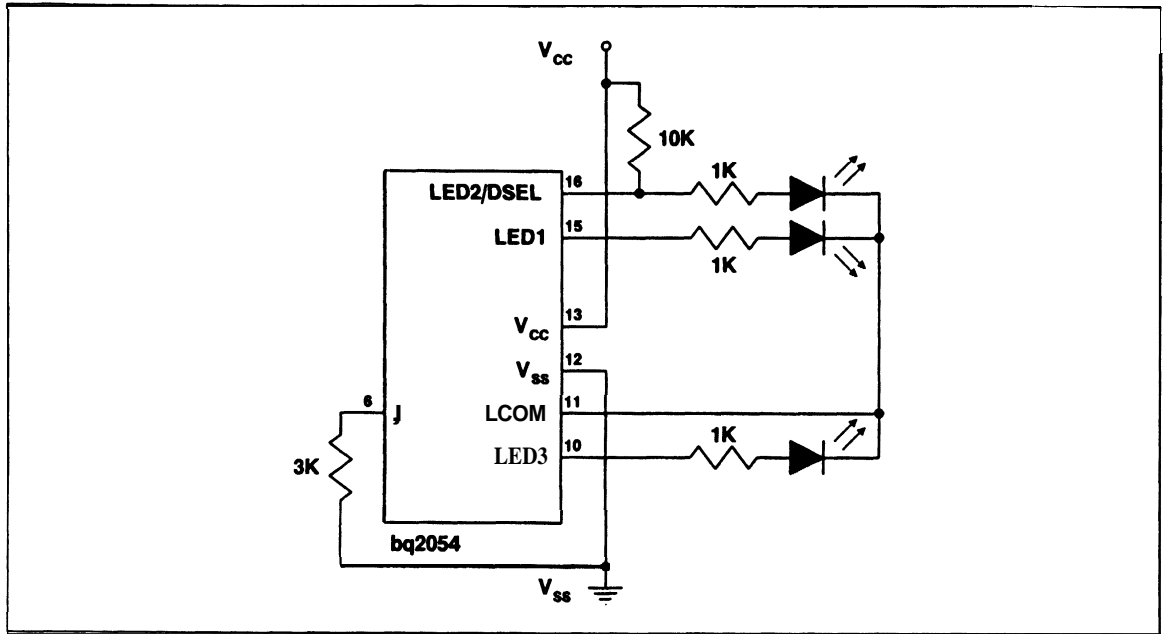 VCC
10K
1K
16
LED2/DSEL
15
LED1
1K
13
VCC
12
VSS
6
J
11
LCOM
1K
10
LED3
3K
bq2054
VSS